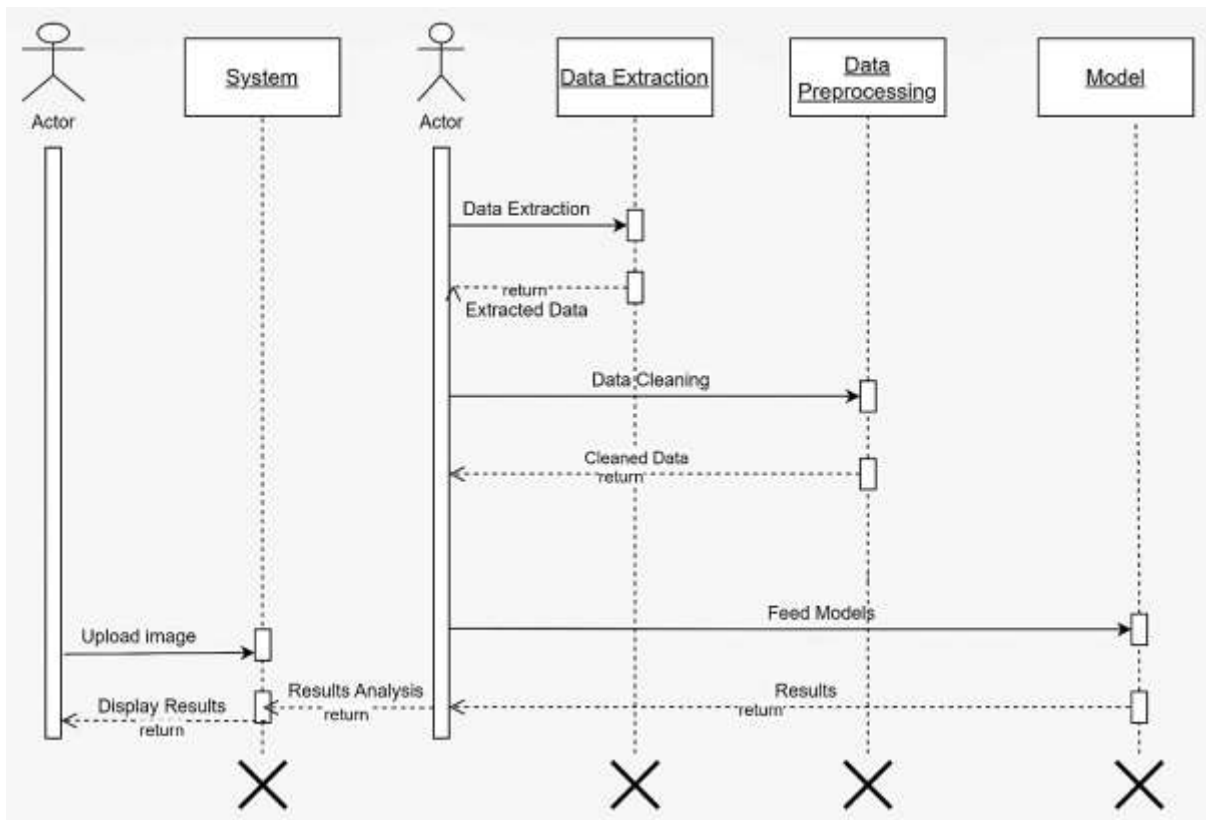 System
Data Extraction
Data
Preprocessing
Model
Actor
Actor
Data Extraction
return
Extracted Data
Data Cleaning
Cleaned Data
return
Feed Models
Upload image
Results Analysis
return
Results
return
Display Results
return